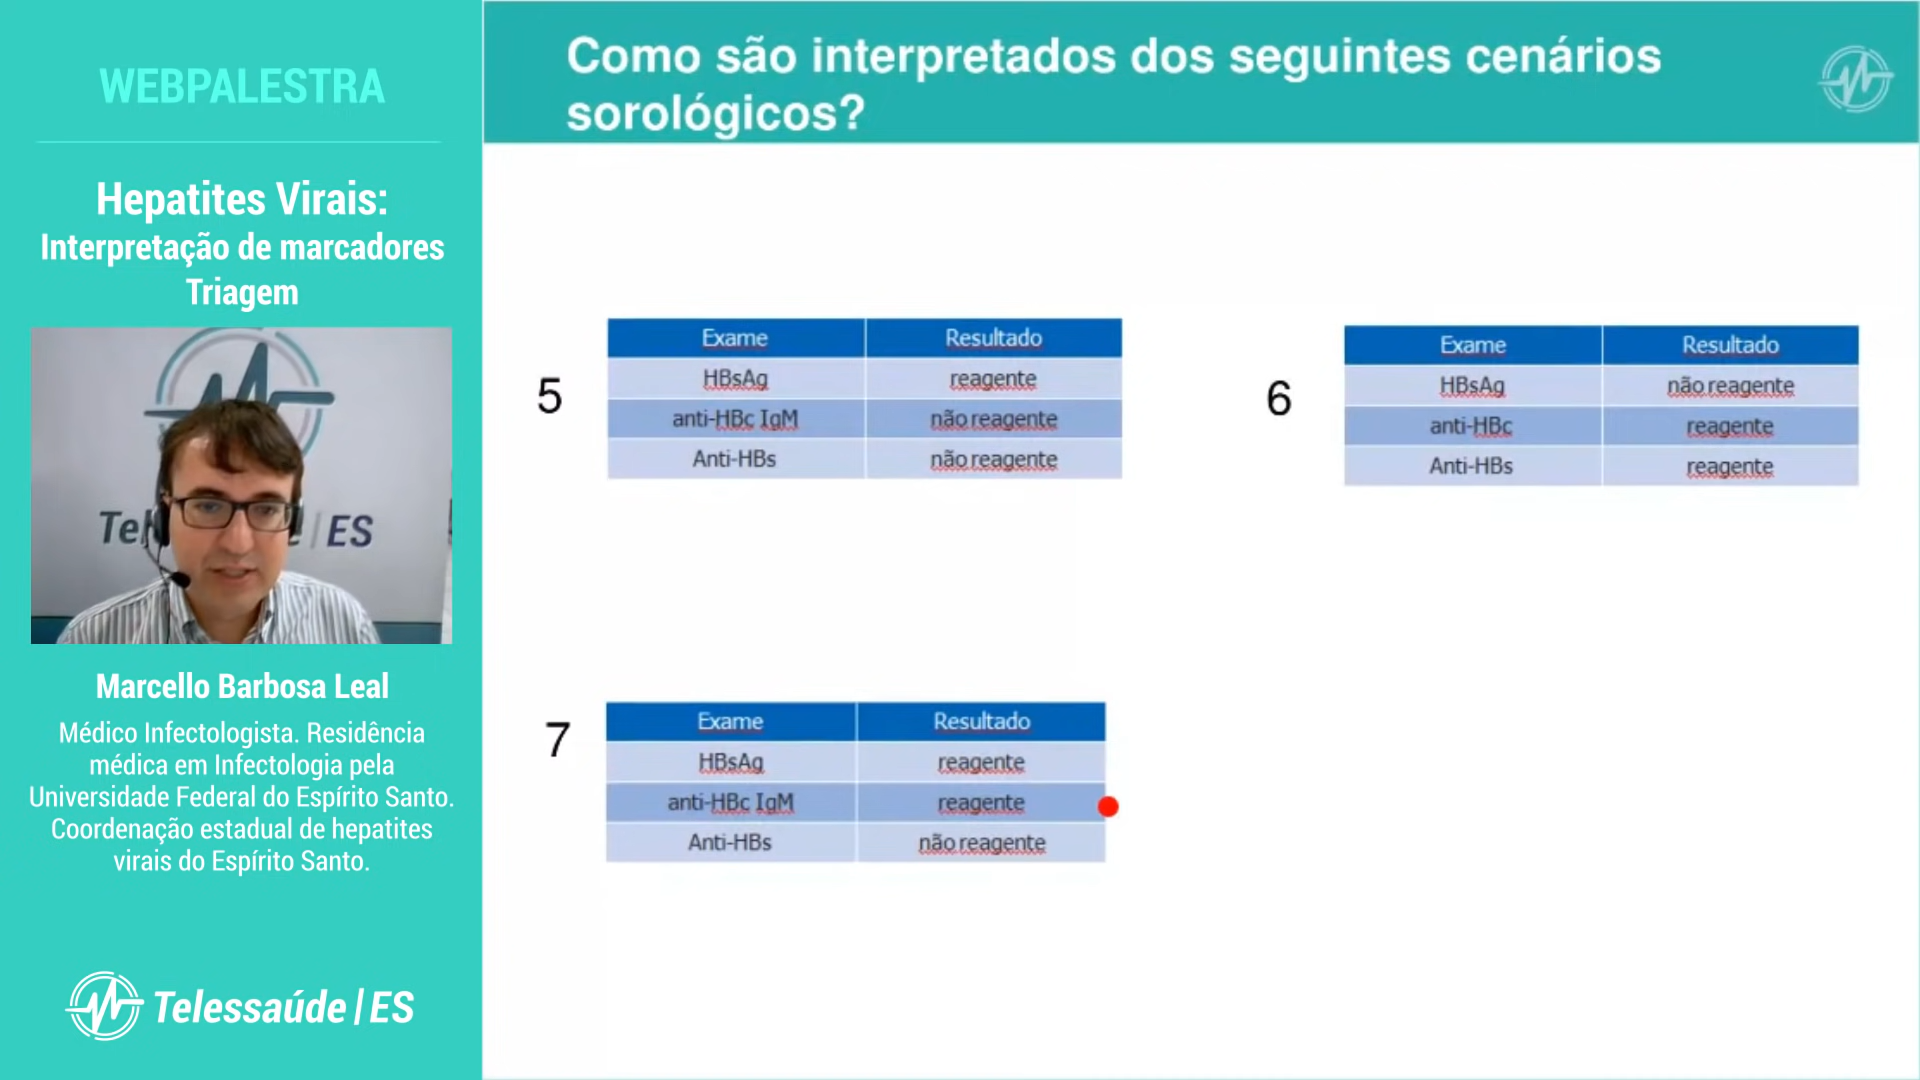 WEBPALESTRA
Hepatites Virais:
Interpretação de marcadores
Triagem
Tel e | ES
Marcello Barbosa Leal
Médico Infectologista. Residência
médica em Infectologia pela
Universidade Federal do Espírito Santo.
Coordenação estadual de hepatites
virais do Espírito Santo.
Telessaúde | ES
Como são interpretados dos seguintes cenários
sorológicos?
5
Exame Resultado
HBsAg reagente
anti-HBc IgM não reagente
Anti-HBs não reagente
6
Exame Resultado
HBsAg não reagente
anti-HBc reagente
Anti-HBs reagente
7
Exame Resultado
HBsAg reagente
anti-HBc IgM reagente
Anti-HBs não reagente